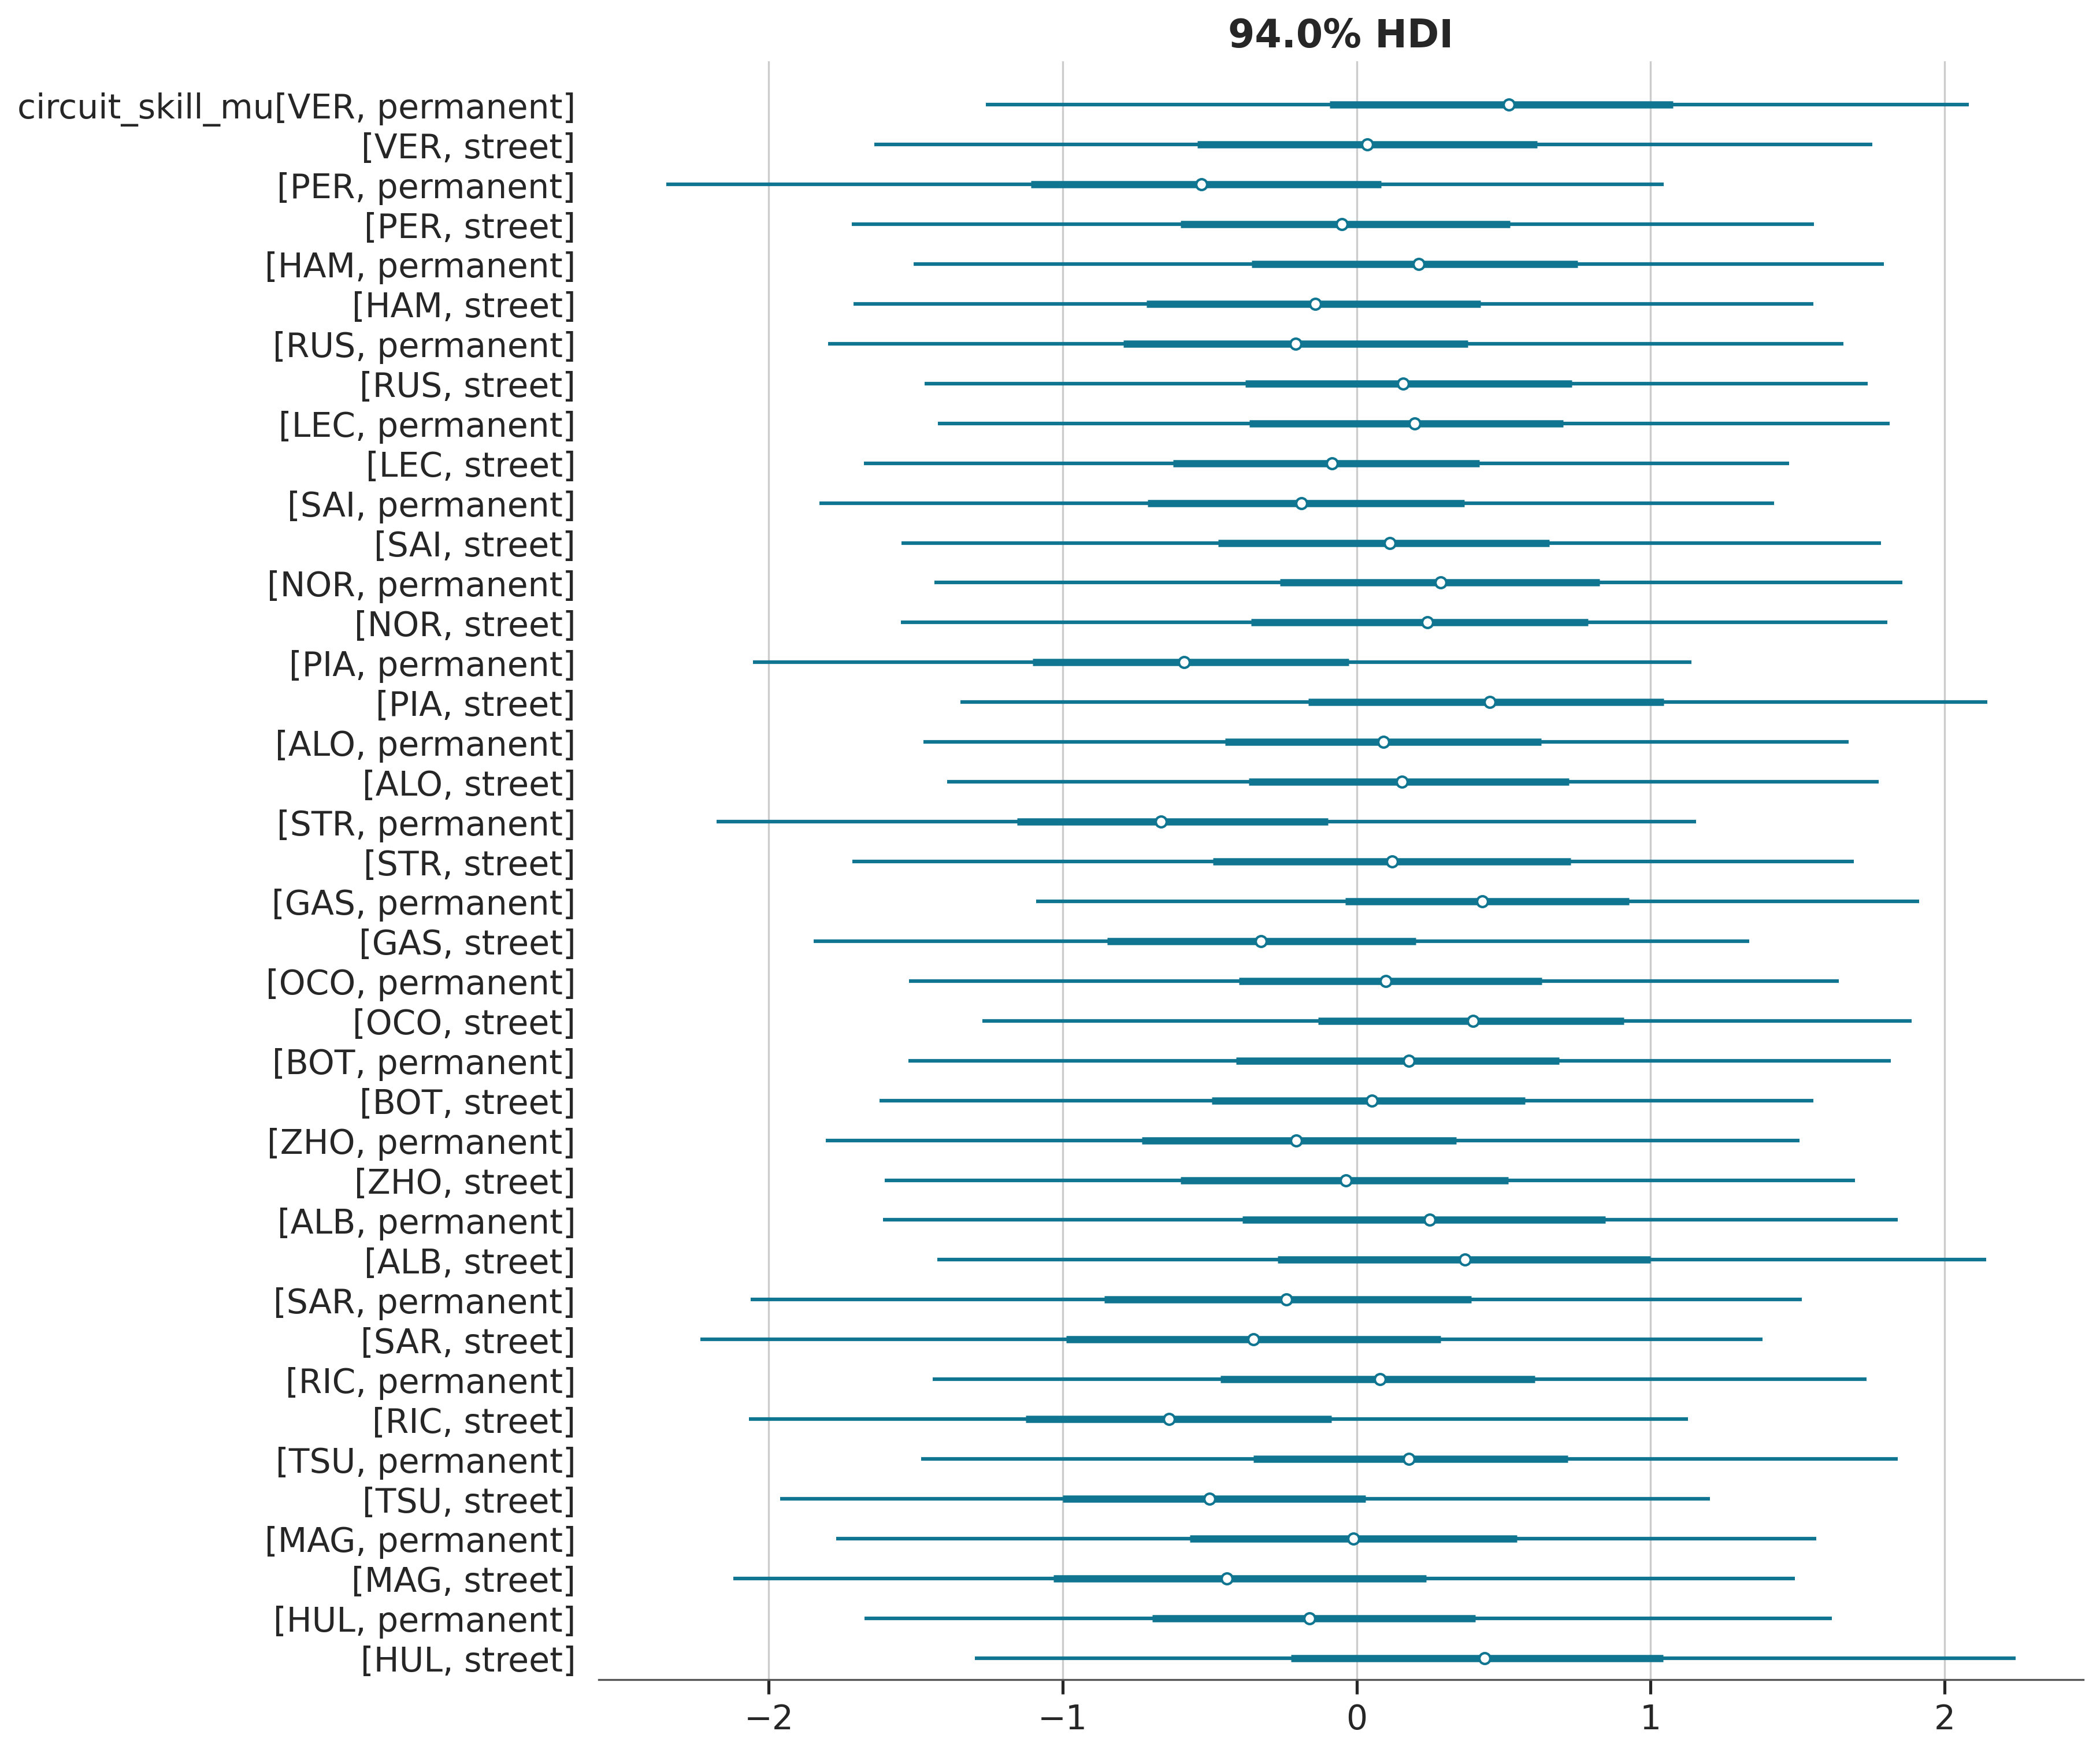 94.0% HDI
circuit_skill_mu[VER, permanent]
[VER, street]
[PER, permanent]
[PER, street]
[HAM, permanent]
[HAM, street]
[RUS, permanent]
[RUS, street]
[LEC, permanent]
[LEC, street]
[SAI, permanent]
[SAI, street]
[NOR, permanent]
[NOR, street]
[PIA, permanent]
[PIA, street]
[ALO, permanent]
[ALO, street]
[STR, permanent]
[STR, street]
[GAS, permanent]
[GAS, street]
[OCO, permanent]
[OCO, street]
[BOT, permanent]
[BOT, street]
[ZHO, permanent]
[ZHO, street]
[ALB, permanent]
[ALB, street]
[SAR, permanent]
[SAR, street]
[RIC, permanent]
[RIC, street]
[TSU, permanent]
[TSU, street]
[MAG, permanent]
[MAG, street]
[HUL, permanent]
[HUL, street]
−2 −1 0 1 2